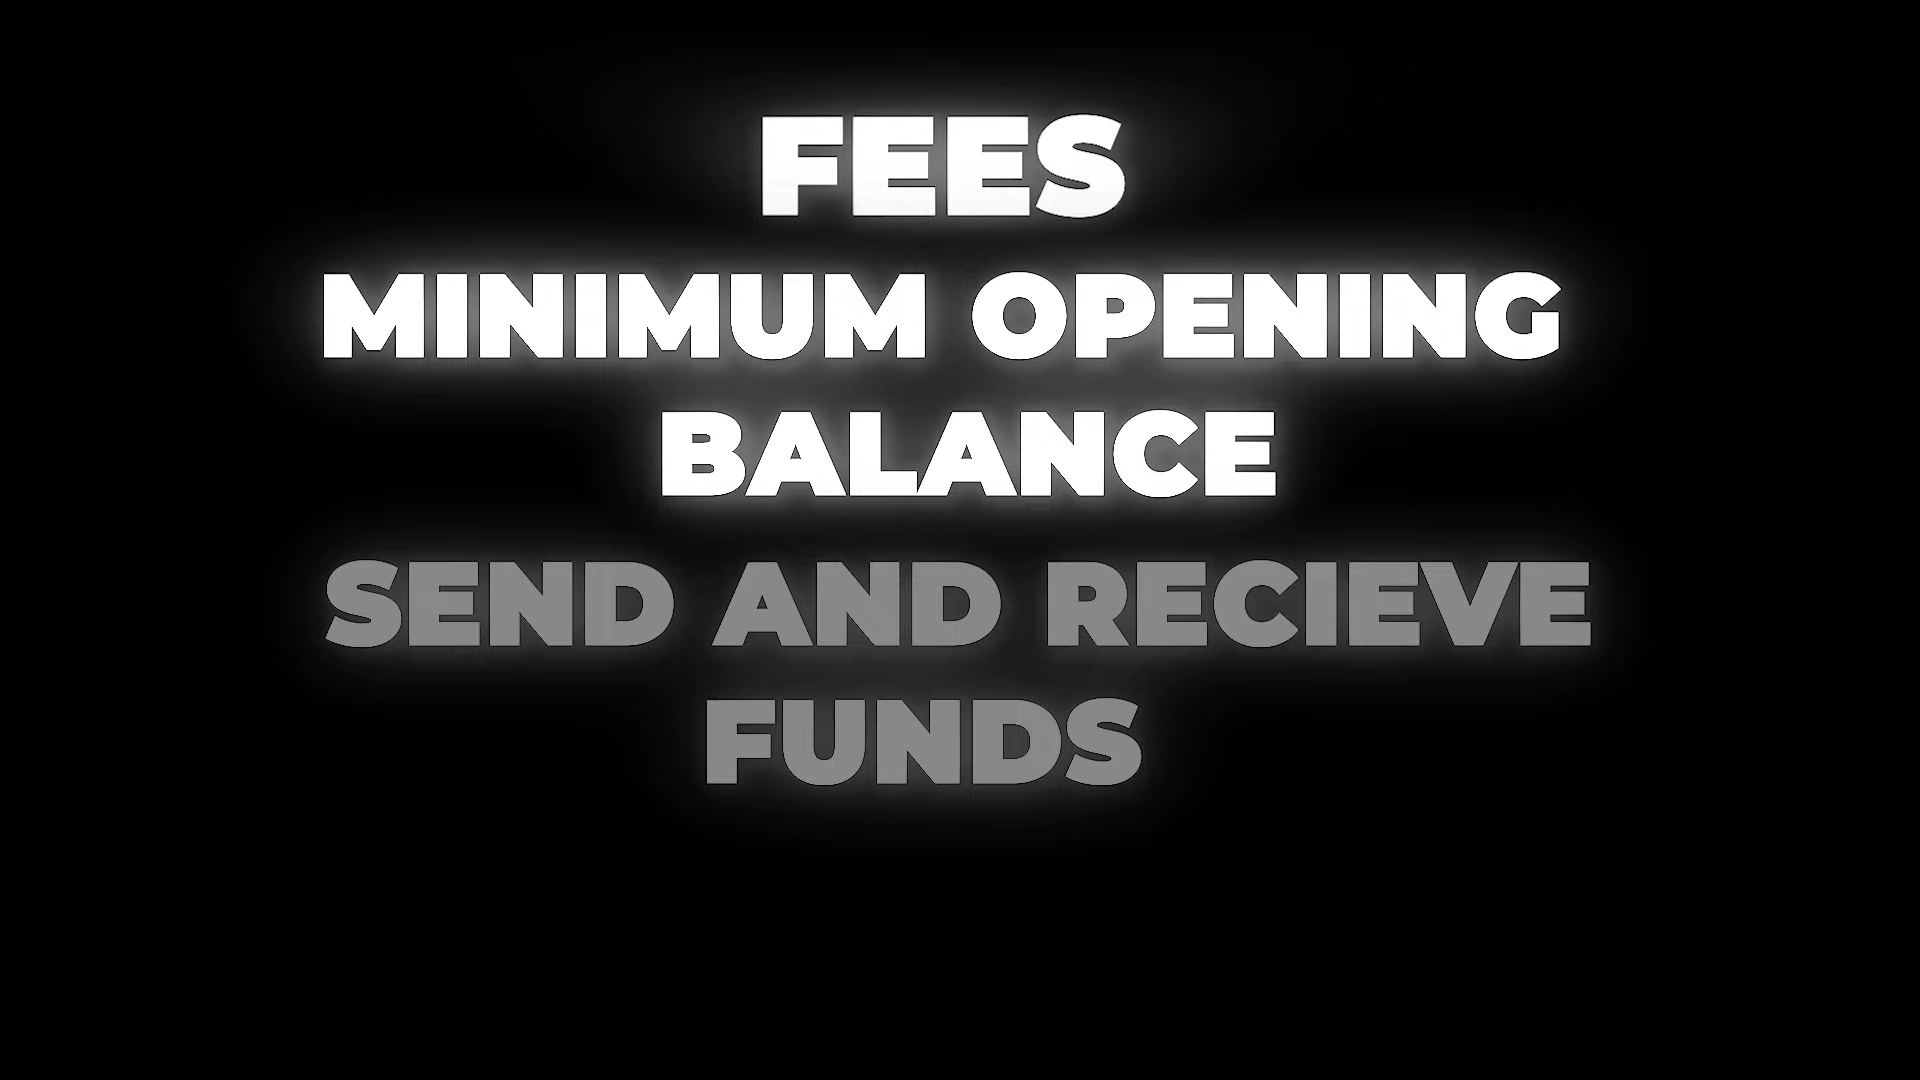 FEES
MINIMUM OPENING
BALANCE
SEND AND RECIEVE
FUNDS